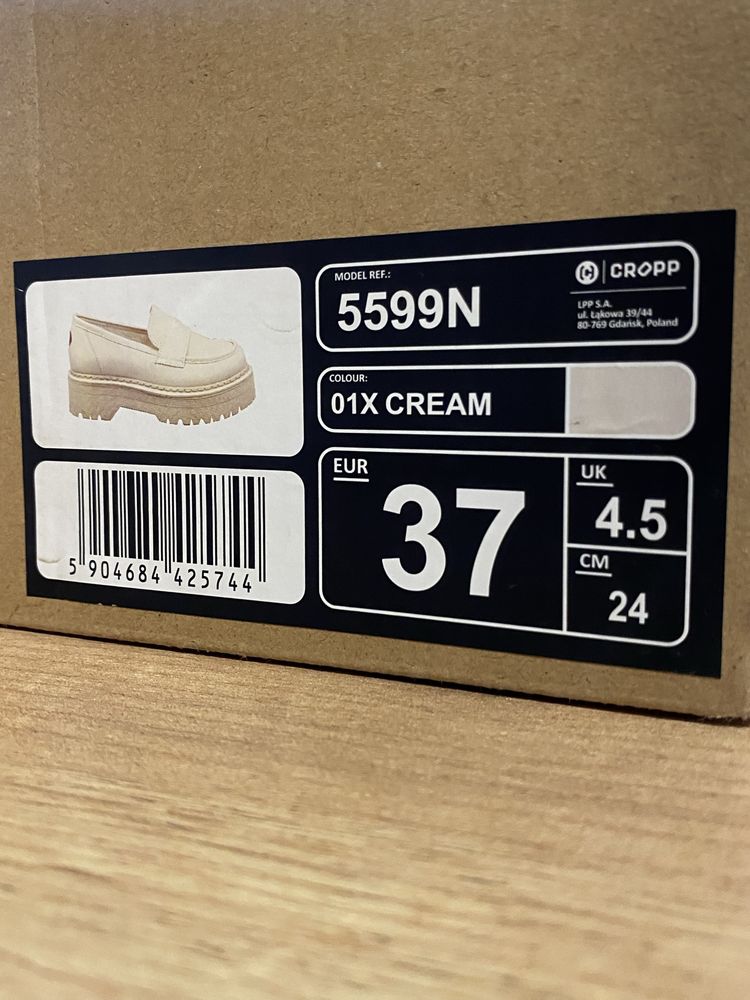 MODEL REF.:
5599N
CROPP
LPP S.A.
ul. Łąkowa 39/44
80-769 Gdańsk, Poland
COLOUR:
01X CREAM
EUR
37
UK
4.5
CM
24
5 904684 425744